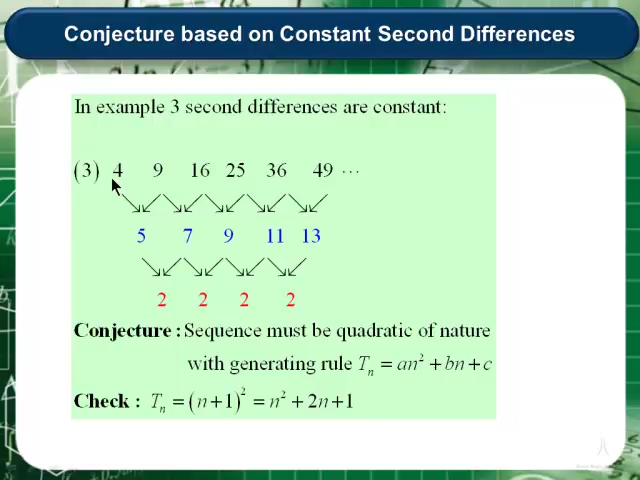 Conjecture based on Constant Second Differences
In example 3 second differences are constant:
(3) 4 9 16 25 36 49 ⋯
5 7 9 11 13
2 2 2 2
Conjecture : Sequence must be quadratic of nature
with generating rule Tₙ = an² + bn + c
Check : Tₙ = (n + 1)² = n² + 2n + 1